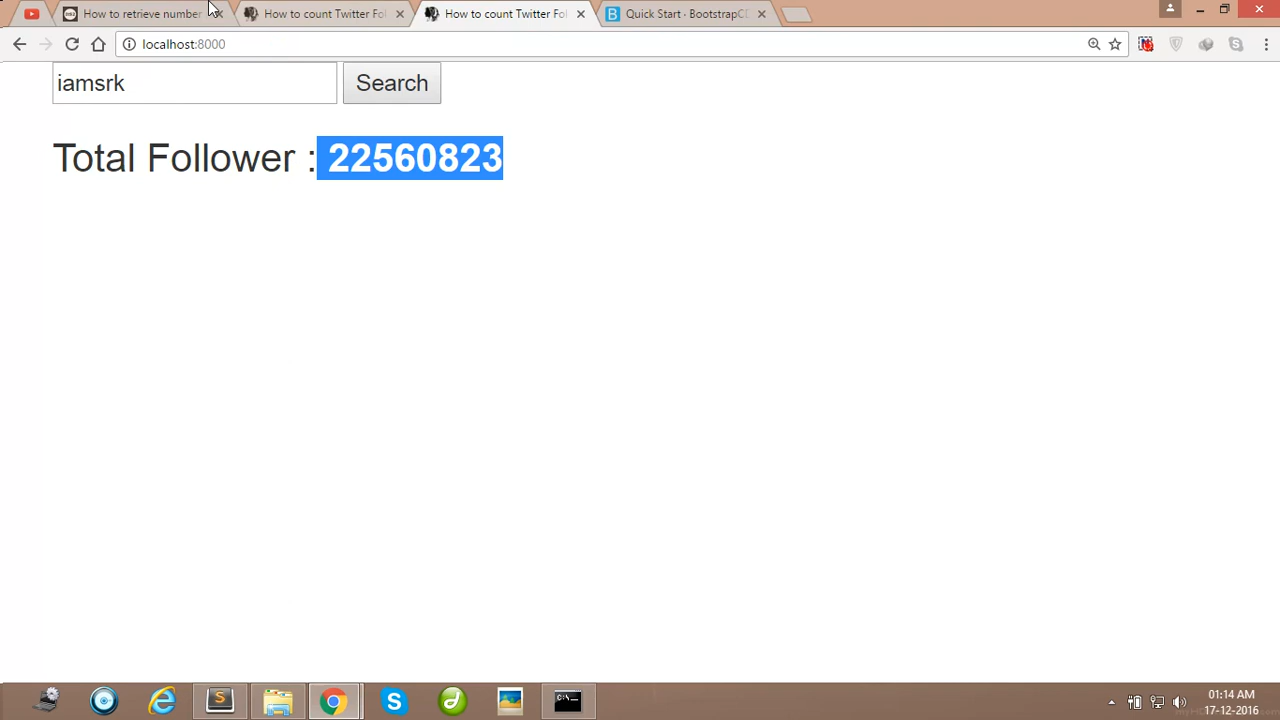 How to retrieve number
How to count Twitter Fol
How to count Twitter Fol
Quick Start · BootstrapCD
localhost:8000
iamsrk
Search
Total Follower : 22560823
01:14 AM
17-12-2016